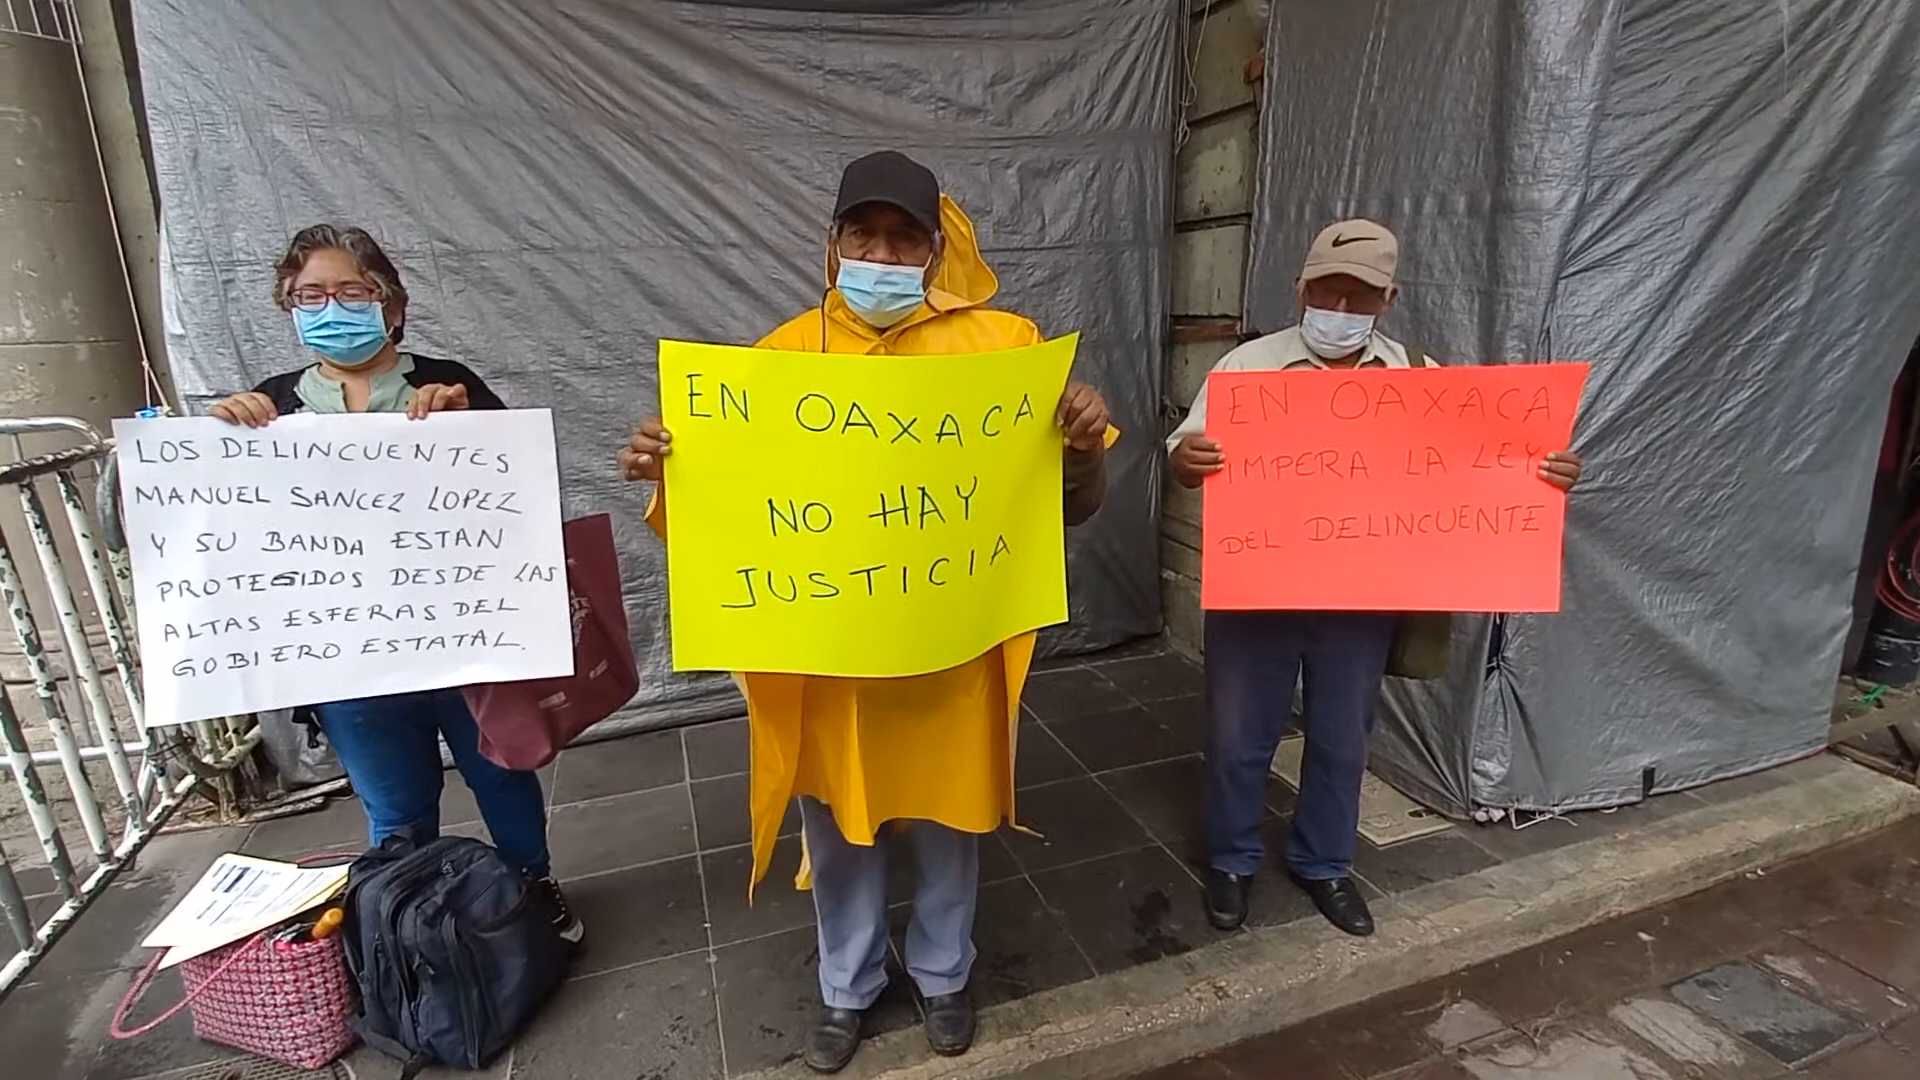 LOS DELINCUENTES
MANUEL SANCEZ LOPEZ
Y SU BANDA ESTAN
PROTEGIDOS DESDE LAS
ALTAS ESFERAS DEL
GOBIERO ESTATAL.
EN OAXACA
NO HAY
JUSTICIA
EN OAXACA
IMPERA LA LEY
DEL DELINCUENTE